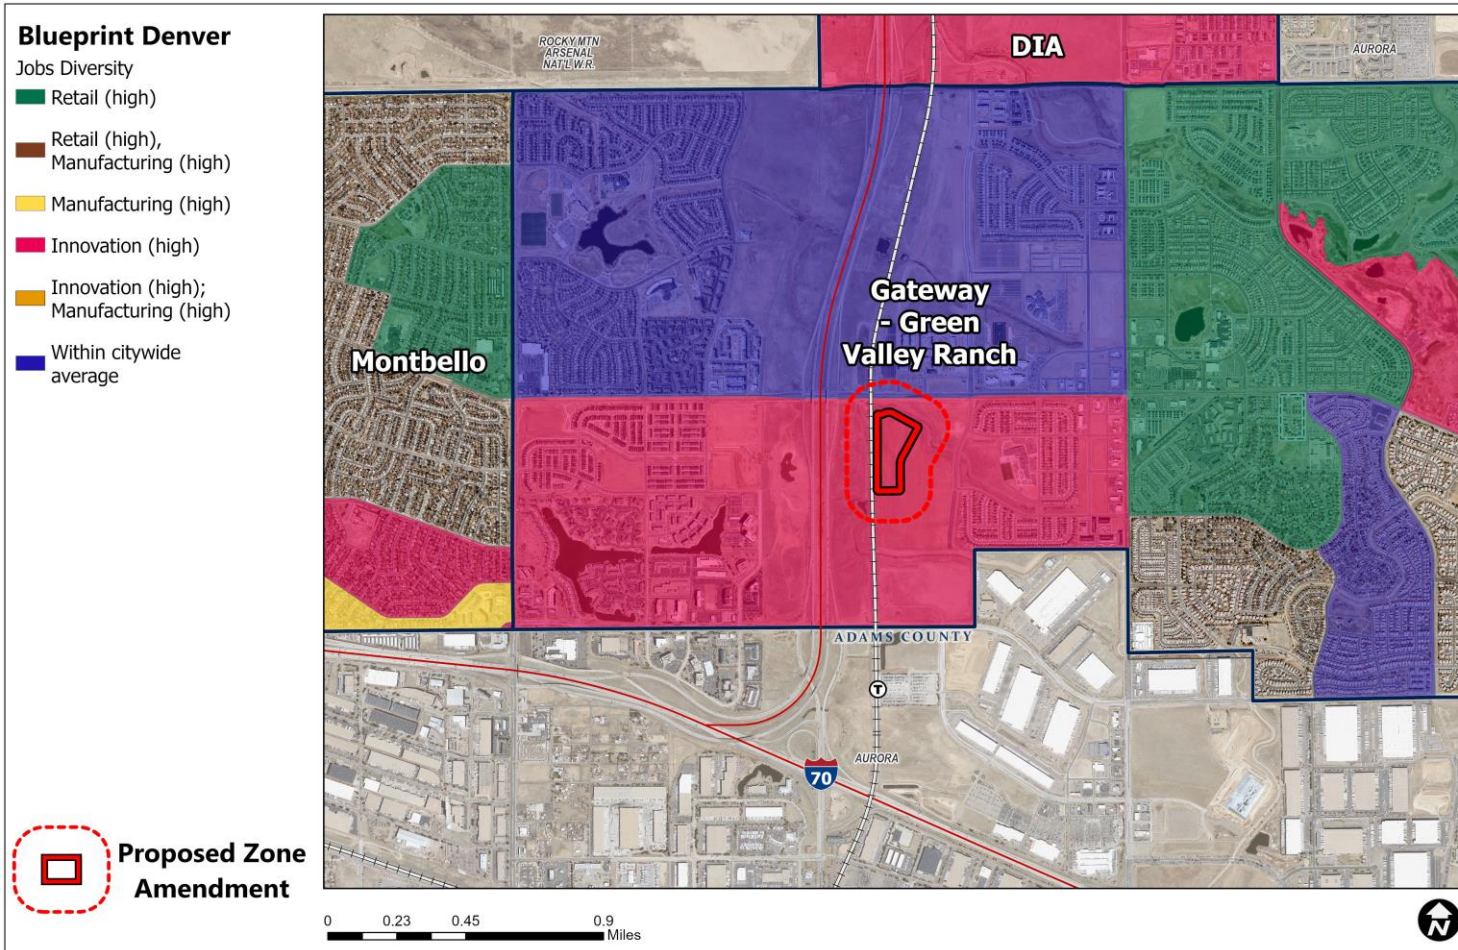 Blueprint Denver
Jobs Diversity
Retail (high)
Retail (high),
Manufacturing (high)
Manufacturing (high)
Innovation (high)
Innovation (high);
Manufacturing (high)
Within citywide
average
Proposed Zone
Amendment
ROCKY MTN
ARSENAL
NAT'L W.R.
DIA
AURORA
Gateway
- Green
Valley Ranch
Montbello
ADAMS COUNTY
T
AURORA
70
0 0.23 0.45 0.9
Miles
N